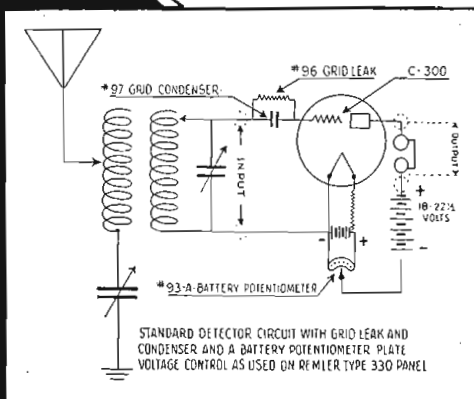 #96 GRID LEAK
C-300
#97 GRID CONDENSER
INPUT
OUTPUT
+
18-22½
VOLTS
-
- +
#93-A-BATTERY POTENTIOMETER
STANDARD DETECTOR CIRCUIT WITH GRID LEAK AND
CONDENSER AND A BATTERY POTENTIOMETER PLATE
VOLTAGE CONTROL AS USED ON REMLER TYPE 330 PANEL